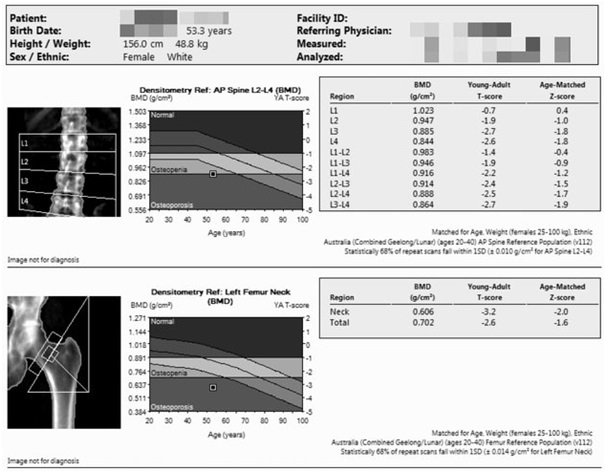 Patient:
Birth Date: 53.3 years
Height / Weight: 156.0 cm 48.8 kg
Sex / Ethnic: Female White
Facility ID:
Referring Physician:
Measured:
Analyzed:
Densitometry Ref: AP Spine L2-L4 (BMD)
BMD (g/cm²) YA T-score
1.503 2
1.368 1
1.233 0
1.097 -1
0.962 -2
0.826 -3
0.691 -4
0.556 -5
Normal
Osteopenia
Osteoporosis
20 30 40 50 60 70 80 90 100
Age (years)
L1
L2
L3
L4
Image not for diagnosis
BMD Young-Adult Age-Matched
Region (g/cm²) T-score Z-score
L1 1.023 -0.7 0.4
L2 0.947 -1.9 -1.0
L3 0.885 -2.7 -1.8
L4 0.844 -2.6 -1.8
L1-L2 0.983 -1.4 -0.4
L1-L3 0.946 -1.9 -0.9
L1-L4 0.916 -2.2 -1.2
L2-L3 0.914 -2.4 -1.5
L2-L4 0.888 -2.5 -1.7
L3-L4 0.864 -2.7 -1.9
Matched for Age, Weight (females 25-100 kg), Ethnic
Australia (Combined Geelong/Lunar) (ages 20-40) AP Spine Reference Population (v112)
Statistically 68% of repeat scans fall within 1SD (± 0.010 g/cm² for AP Spine L2-L4)
Densitometry Ref: Left Femur Neck
(BMD)
BMD (g/cm²) YA T-score
1.271 2
1.144 1
1.018 0
0.891 -1
0.764 -2
0.637 -3
0.511 -4
0.384 -5
Normal
Osteopenia
Osteoporosis
20 30 40 50 60 70 80 90 100
Age (years)
Image not for diagnosis
BMD Young-Adult Age-Matched
Region (g/cm²) T-score Z-score
Neck 0.606 -3.2 -2.0
Total 0.702 -2.6 -1.6
Matched for Age, Weight (females 25-100 kg), Ethnic
Australia (Combined Geelong/Lunar) (ages 20-40) Femur Reference Population (v112)
Statistically 68% of repeat scans fall within 1SD (± 0.014 g/cm² for Left Femur Neck)